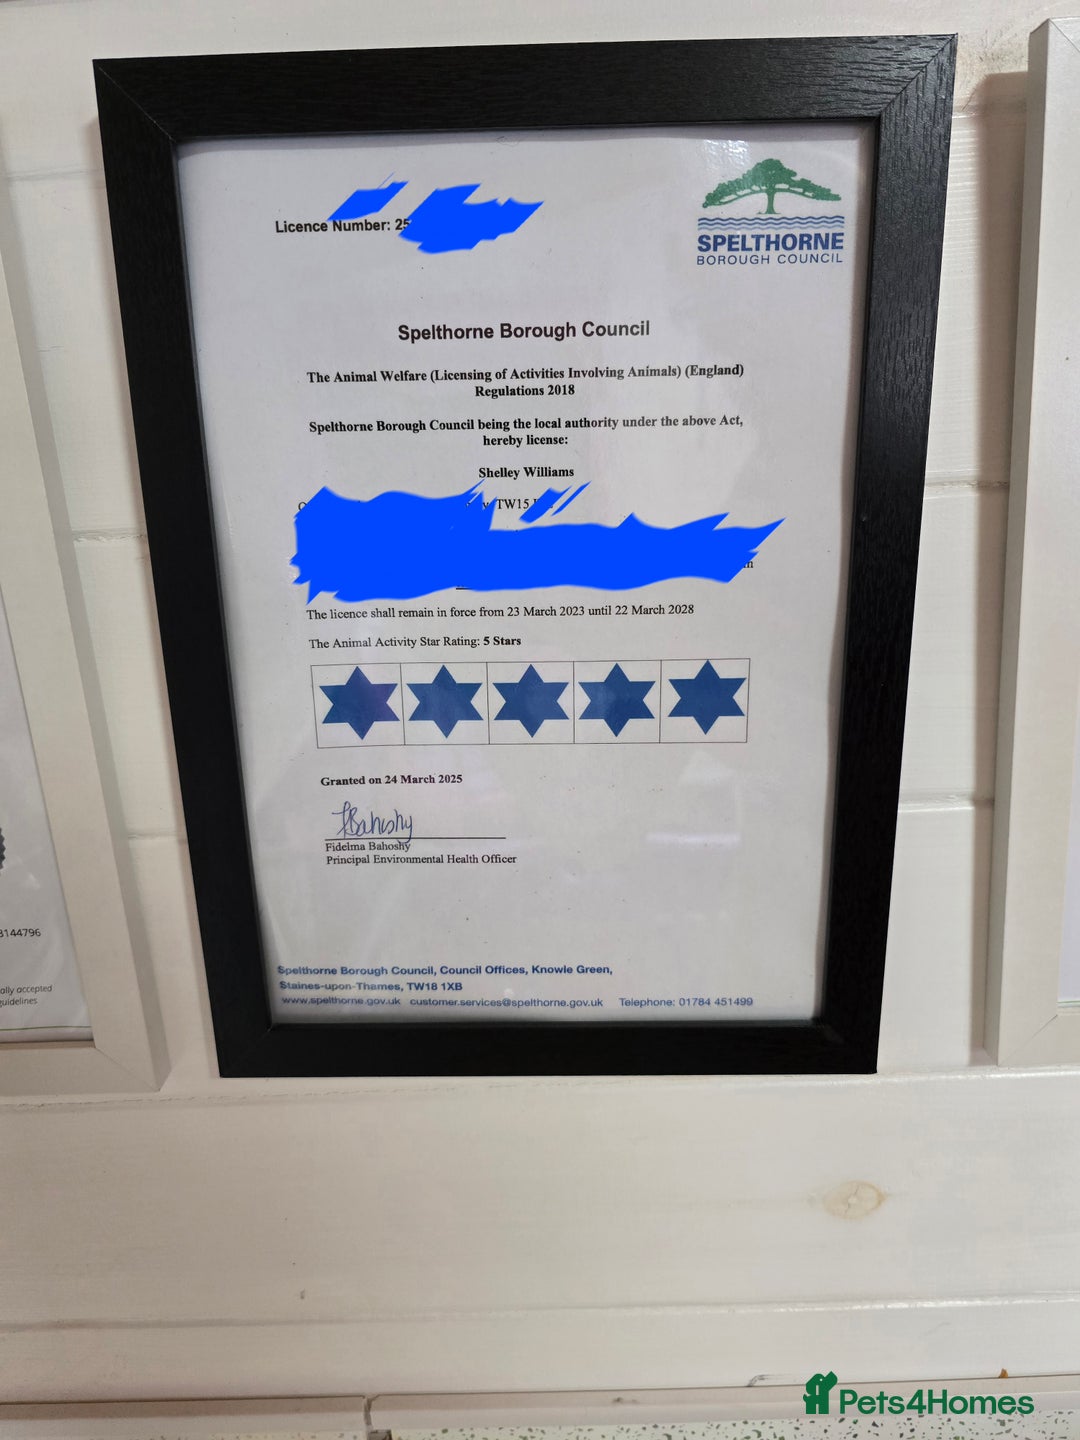 Licence Number: 25
SPELTHORNE
BOROUGH COUNCIL
Spelthorne Borough Council
The Animal Welfare (Licensing of Activities Involving Animals) (England)
Regulations 2018
Spelthorne Borough Council being the local authority under the above Act,
hereby license:
Shelley Williams
TW15
The licence shall remain in force from 23 March 2023 until 22 March 2028
The Animal Activity Star Rating: 5 Stars
Granted on 24 March 2025
FBahoshy
Fidelma Bahoshy
Principal Environmental Health Officer
Spelthorne Borough Council, Council Offices, Knowle Green,
Staines-upon-Thames, TW18 1XB
www.spelthorne.gov.uk customer.services@spelthorne.gov.uk Telephone: 01784 451499
3144796
ally accepted
guidelines
Pets4Homes